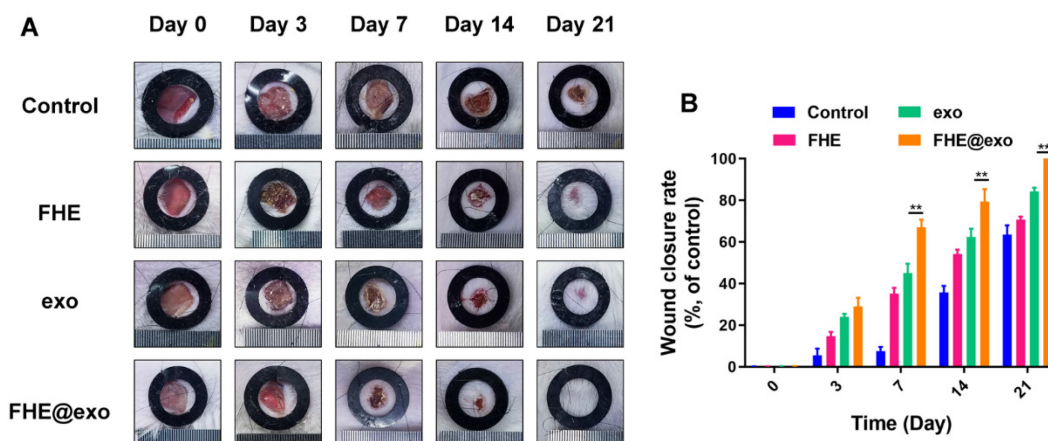 A
Day 0 Day 3 Day 7 Day 14 Day 21
Control
FHE
exo
FHE@exo
B
Control exo
FHE FHE@exo
Wound closure rate
(%, of control)
100
80
60
40
20
0
** ** **
0 3 7 14 21
Time (Day)